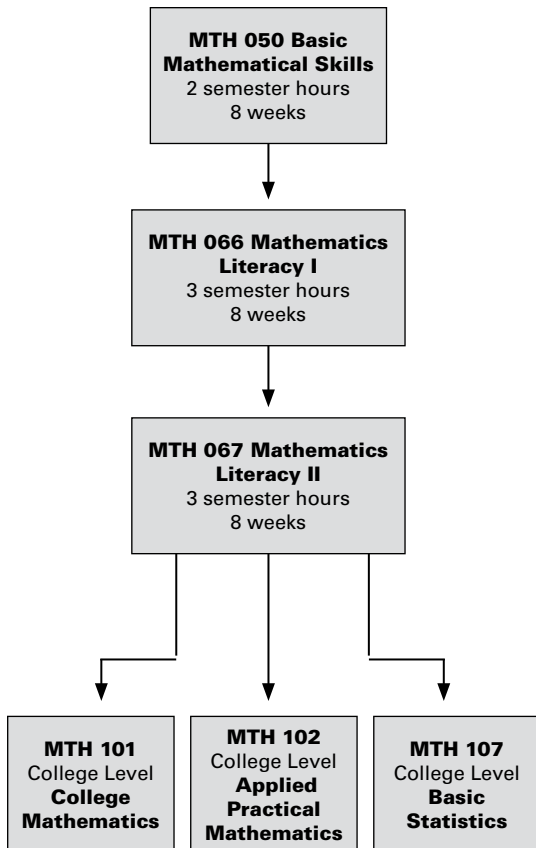 MTH 050 Basic
Mathematical Skills
2 semester hours
8 weeks
MTH 066 Mathematics
Literacy I
3 semester hours
8 weeks
MTH 067 Mathematics
Literacy II
3 semester hours
8 weeks
MTH 101
College Level
College
Mathematics
MTH 102
College Level
Applied
Practical
Mathematics
MTH 107
College Level
Basic
Statistics